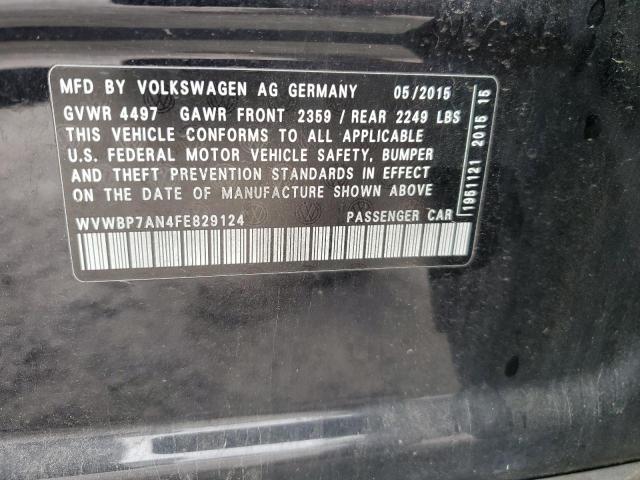 MFD BY VOLKSWAGEN AG GERMANY 05/2015
GVWR 4497 GAWR FRONT 2359 / REAR 2249 LBS
THIS VEHICLE CONFORMS TO ALL APPLICABLE
U.S. FEDERAL MOTOR VEHICLE SAFETY, BUMPER
AND THEFT PREVENTION STANDARDS IN EFFECT
ON THE DATE OF MANUFACTURE SHOWN ABOVE
WVWBP7AN4FE829124 PASSENGER CAR
1951121 2015 15